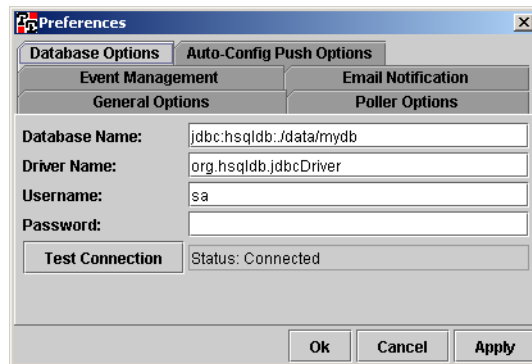 Preferences
Database Options Auto-Config Push Options
Event Management Email Notification
General Options Poller Options
Database Name: jdbc:hsqldb:./data/mydb
Driver Name: org.hsqldb.jdbcDriver
Username: sa
Password:
Test Connection Status: Connected
Ok Cancel Apply